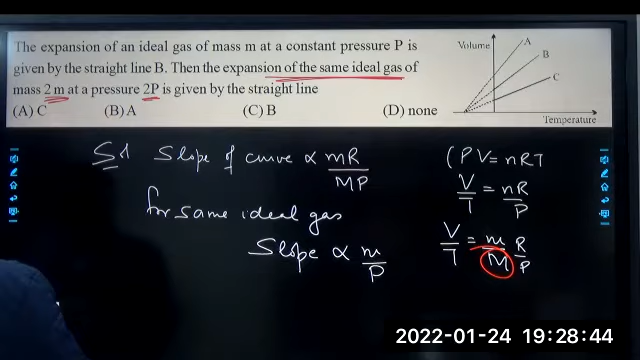 The expansion of an ideal gas of mass m at a constant pressure P is
given by the straight line B. Then the expansion of the same ideal gas of
mass 2 m at a pressure 2P is given by the straight line
(A) C (B) A (C) B (D) none
Volume
A
B
C
Temperature
Sol Slope of curve ∝ mR/MP
for same ideal gas
Slope ∝ m/P
(PV = nRT
V/T = nR/P
V/T = m/M R/P
2022-01-24 19:28:44